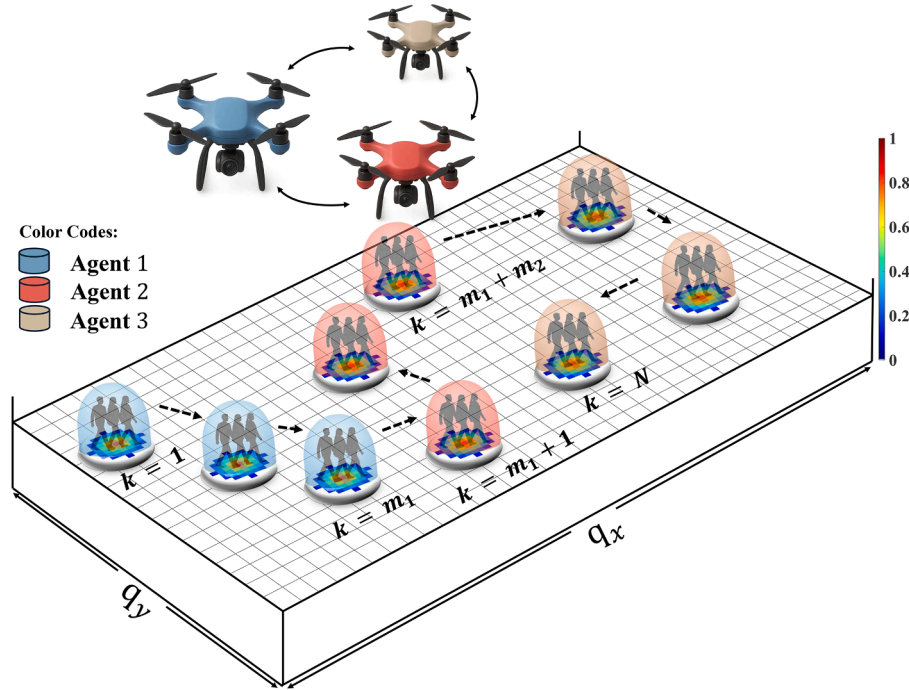 Color Codes:
Agent 1
Agent 2
Agent 3
1
0.8
0.6
0.4
0.2
0
k = m₁ + m₂
k = N
k = 1
k = m₁ + 1
k = m₁
qₓ
q_y